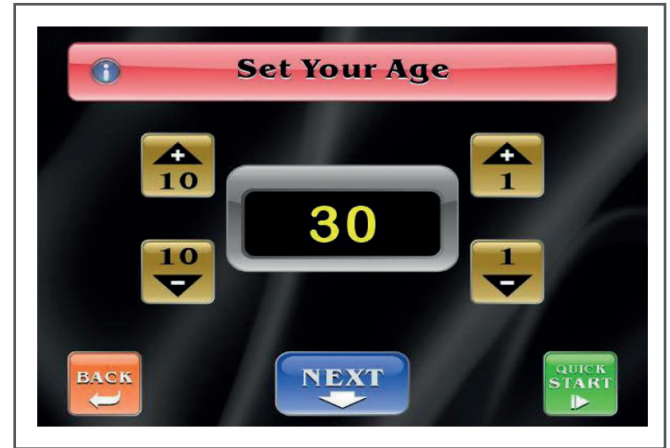 Set Your Age
+
10
+
1
30
10
-
1
-
BACK
NEXT
QUICK
START